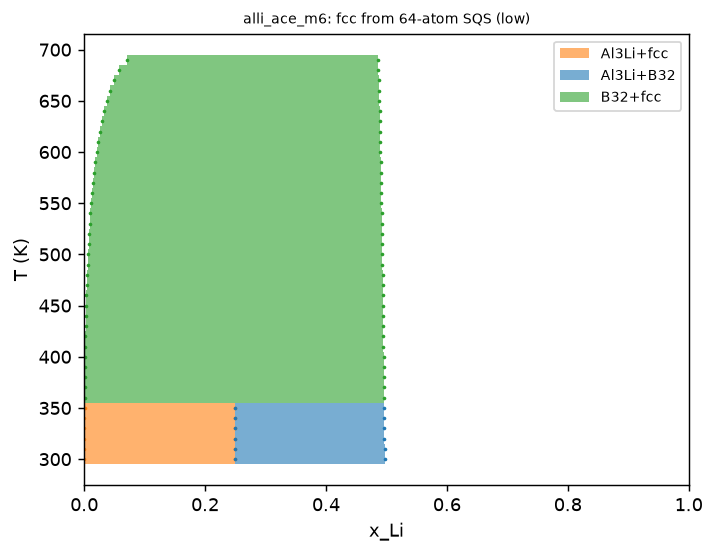 alli_ace_m6: fcc from 64-atom SQS (low)
Al3Li+fcc
Al3Li+B32
B32+fcc
T (K)
700
650
600
550
500
450
400
350
300
0.0 0.2 0.4 0.6 0.8 1.0
x_Li